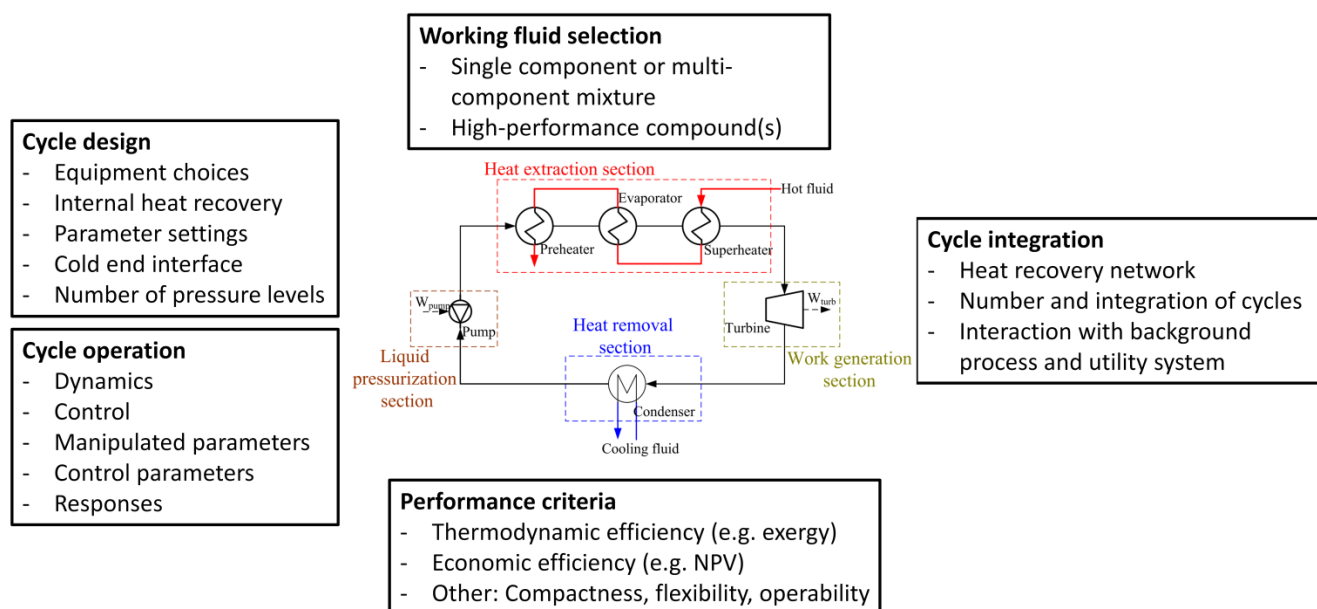 Working fluid selection
- Single component or multi-
component mixture
- High-performance compound(s)
Cycle design
- Equipment choices
- Internal heat recovery
- Parameter settings
- Cold end interface
- Number of pressure levels
Cycle operation
- Dynamics
- Control
- Manipulated parameters
- Control parameters
- Responses
Heat extraction section
Hot fluid
Evaporator
Preheater
Superheater
W_pump
Pump
Liquid
pressurization
section
Heat removal
section
Condenser
Cooling fluid
W_turb
Turbine
Work generation
section
Cycle integration
- Heat recovery network
- Number and integration of cycles
- Interaction with background
process and utility system
Performance criteria
- Thermodynamic efficiency (e.g. exergy)
- Economic efficiency (e.g. NPV)
- Other: Compactness, flexibility, operability